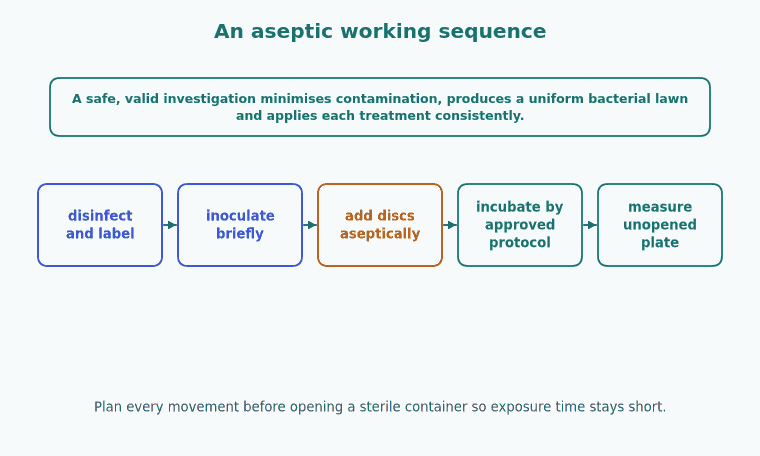 An aseptic working sequence
A safe, valid investigation minimises contamination, produces a uniform bacterial lawn
and applies each treatment consistently.
disinfect
and label
inoculate
briefly
add discs
aseptically
incubate by
approved
protocol
measure
unopened
plate
Plan every movement before opening a sterile container so exposure time stays short.